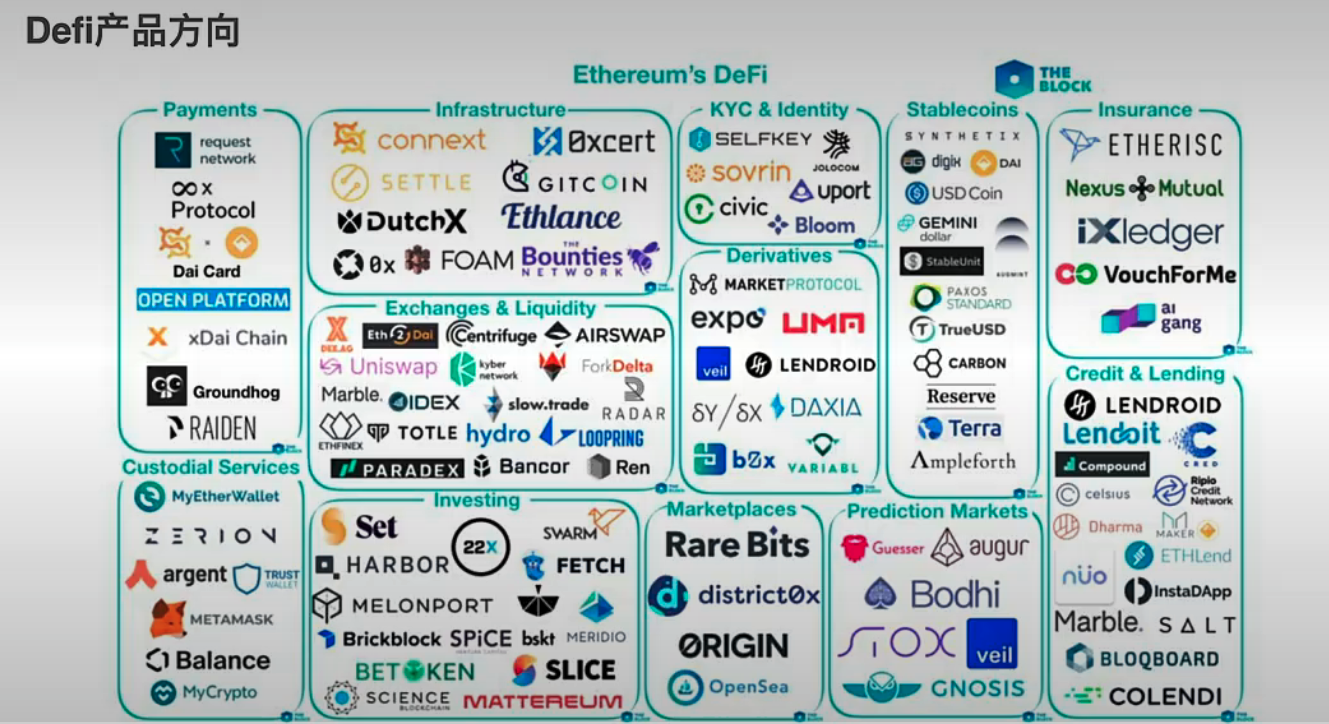 Defi产品方向
Ethereum's DeFi
THE
BLOCK
Payments
request
network
x
Protocol
Dai Card
OPEN PLATFORM
xDai Chain
Groundhog
RAIDEN
Infrastructure
connext
0xcert
SETTLE
GITCOIN
DutchX
Ethlance
0x
FOAM
THE
Bounties
NETWORK
KYC & Identity
SELFKEY
JOLOCOM
sovrin
uport
civic
Bloom
Stablecoins
SYNTHETIX
digix
DAI
USD Coin
GEMINI
dollar
AUGMINT
StableUnit
PAXOS
STANDARD
TrueUSD
CARBON
Reserve
Terra
Ampleforth
Insurance
ETHERISC
Nexus Mutual
iXledger
VouchForMe
ai
gang
Exchanges & Liquidity
DEX.AG
Eth2Dai
Centrifuge
AIRSWAP
Uniswap
kyber
network
ForkDelta
Marble.
IDEX
slow.trade
RADAR
ETHFINEX
TOTLE
hydro
LOOPRING
PARADEX
Bancor
Ren
Derivatives
MARKETPROTOCOL
expo
UMA
veil
LENDROID
δY/δX
DAXIA
b0x
VARIABL
Credit & Lending
LENDROID
Lendoit
CRED
Compound
celsius
Ripio
Credit
Network
Dharma
MAKER
ETHLend
nüo
InstaDApp
Marble.
SALT
BLOQBOARD
COLENDI
Custodial Services
MyEtherWallet
ZERION
argent
TRUST
WALLET
METAMASK
Balance
MyCrypto
Investing
Set
22X
SWARM
HARBOR
FETCH
MELONPORT
Brickblock
SPiCE
VENTURE CAPITAL
bskt
MERIDIO
BETOKEN
SLICE
SCIENCE
BLOCKCHAIN
MATTEREUM
Marketplaces
Rare Bits
district0x
ØRIGIN
OpenSea
Prediction Markets
Guesser
augur
Bodhi
STOX
veil
GNOSIS